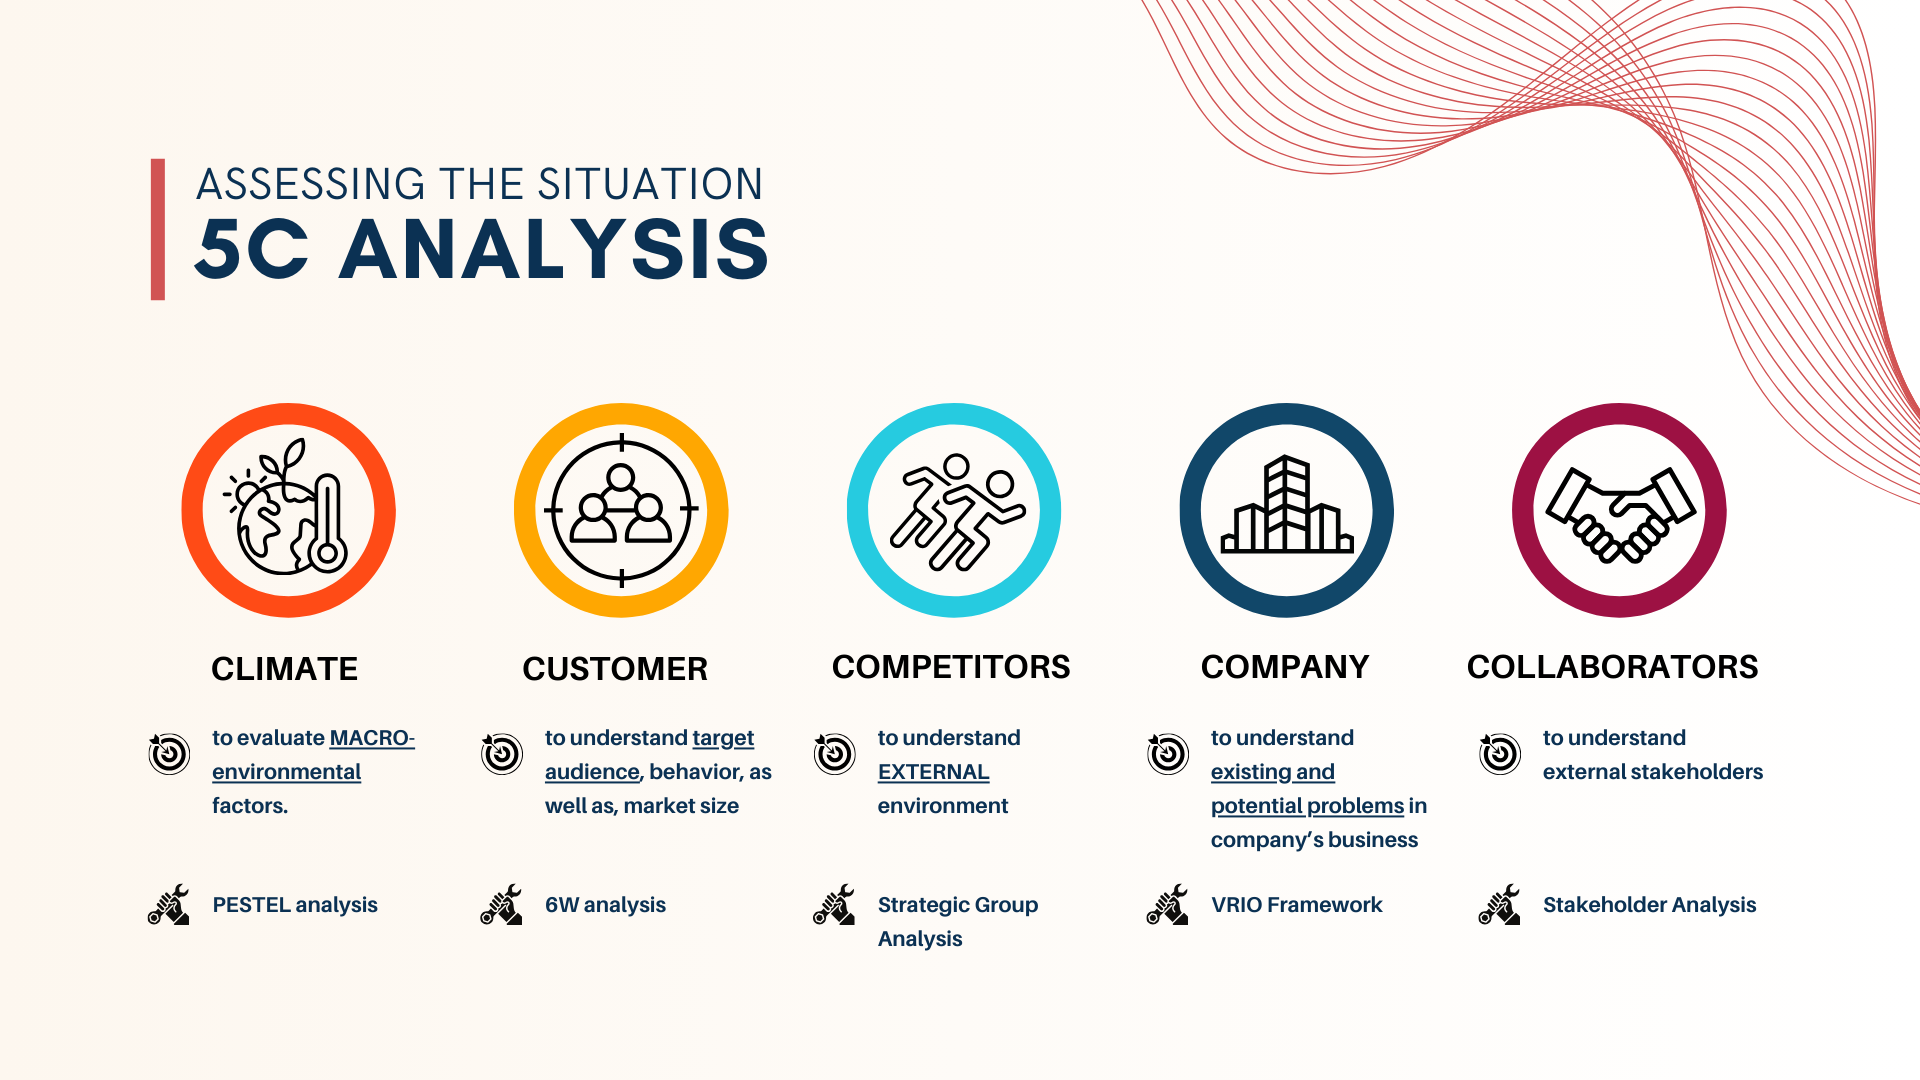 ASSESSING THE SITUATION
5C ANALYSIS
CLIMATE
to evaluate MACRO-
environmental
factors.
PESTEL analysis
CUSTOMER
to understand target
audience, behavior, as
well as, market size
6W analysis
COMPETITORS
to understand
EXTERNAL
environment
Strategic Group
Analysis
COMPANY
to understand
existing and
potential problems in
company’s business
VRIO Framework
COLLABORATORS
to understand
external stakeholders
Stakeholder Analysis